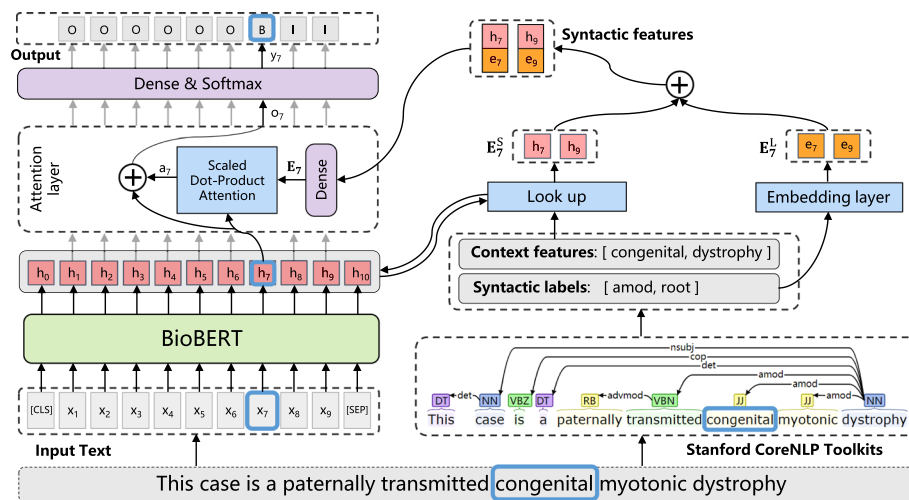 O O O O O O B I I
Output
y7
Dense & Softmax
o7
Attention layer
a7
Scaled Dot-Product Attention
E7
Dense
h0 h1 h2 h3 h4 h5 h6 h7 h8 h9 h10
BioBERT
[CLS] x1 x2 x3 x4 x5 x6 x7 x8 x9 [SEP]
Input Text
h7 h9
e7 e9
Syntactic features
E7S
h7 h9
E7L
e7 e9
Look up
Embedding layer
Context features: [ congenital, dystrophy ]
Syntactic labels: [ amod, root ]
nsubj
cop
det
amod
amod
det
advmod
amod
DT NN VBZ DT RB VBN JJ JJ NN
This case is a paternally transmitted congenital myotonic dystrophy
Stanford CoreNLP Toolkits
This case is a paternally transmitted congenital myotonic dystrophy